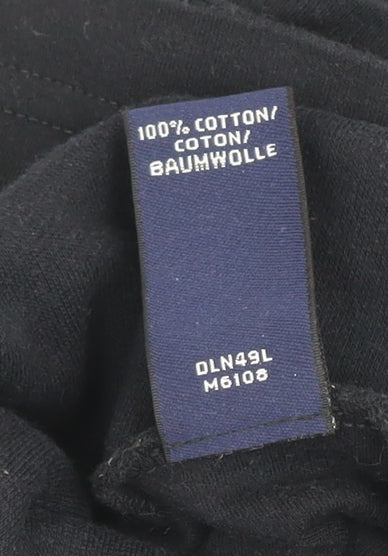 100% COTTON/
COTON/
BAUMWOLLE
DLN49L
M6108